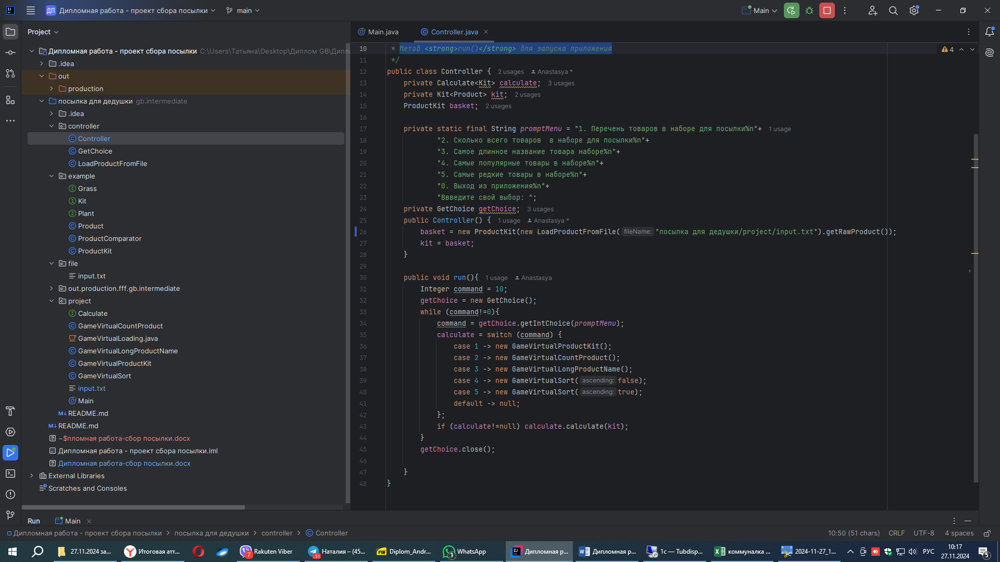 ДП Дипломная работа - проект сбора посылки main Main
Project
Main.java Controller.java
Дипломная работа - проект сбора посылки C:\Users\Татьяна\Desktop\Диплом GB\Дипло
.idea
out
production
посылка для дедушки gb.intermediate
.idea
controller
Controller
GetChoice
LoadProductFromFile
example
Grass
Kit
Plant
Product
ProductComparator
ProductKit
file
input.txt
out.production.fff.gb.intermediate
project
Calculate
GameVirtualCountProduct
GameVirtualLoading.java
GameVirtualLongProductName
GameVirtualProductKit
GameVirtualSort
input.txt
Main
README.md
README.md
~$пломная работа-сбор посылки.docx
Дипломная работа - проект сбора посылки.iml
Дипломная работа-сбор посылки.docx
External Libraries
Scratches and Consoles
10 * Метод <strong>run()</strong> для запуска приложения 4
11 */
12 public class Controller { 2 usages Anastasya *
13 private Calculate<Kit> calculate; 3 usages
14 private Kit<Product> kit; 2 usages
15 ProductKit basket; 2 usages
16
17 private static final String promptMenu = "1. Перечень товаров в наборе для посылки%n"+ 1 usage
18 "2. Сколько всего товаров  в наборе для посылки%n"+
19 "3. Самое длинное название товара наборе%n"+
20 "4. Самые популярные товары в наборе%n"+
21 "5. Самые редкие товары в наборе%n"+
22 "0. Выход из приложения%n"+
23 "Ввведите свой выбор: ";
24 private GetChoice getChoice; 3 usages
25 public Controller() { 1 usage Anastasya *
26 basket = new ProductKit(new LoadProductFromFile( fileName: "посылка для дедушки/project/input.txt").getRawProduct());
27 kit = basket;
28 }
29
30 public void run(){ 1 usage Anastasya
31 Integer command = 10;
32 getChoice = new GetChoice();
33 while (command!=0){
34 command = getChoice.getIntChoice(promptMenu);
35 calculate = switch (command) {
36 case 1 -> new GameVirtualProductKit();
37 case 2 -> new GameVirtualCountProduct();
38 case 3 -> new GameVirtualLongProductName();
39 case 4 -> new GameVirtualSort( ascending: false);
40 case 5 -> new GameVirtualSort( ascending: true);
41 default -> null;
42 };
43 if (calculate!=null) calculate.calculate(kit);
44 }
45 getChoice.close();
46
47 }
48 }
Run Main
Дипломная работа - проект сбора посылки > посылка для дедушки > controller > Controller 10:50 (51 chars) CRLF UTF-8 4 spaces
27.11.2024 за... Итоговая атт... Rakuten Viber 7 Наталия – (45... 51 Diplom_Andr... WhatsApp 1 Дипломная р... Дипломная р... 1c — Tubdisp... коммуналка ... 2024-11-27_1... РУС 10:17
27.11.2024 5